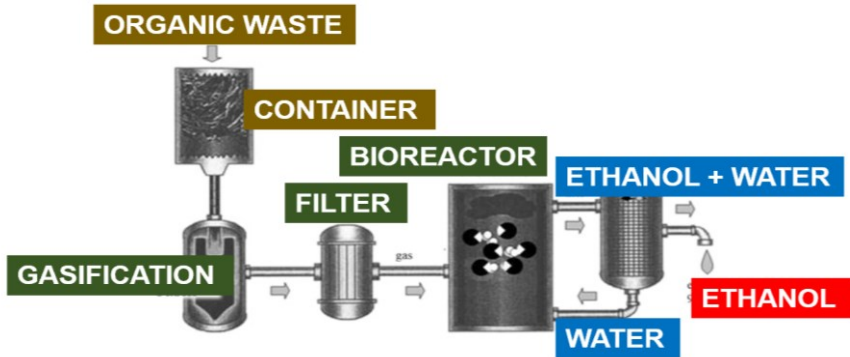 ORGANIC WASTE
CONTAINER
BIOREACTOR
ETHANOL + WATER
FILTER
gas
GASIFICATION
ETHANOL
WATER